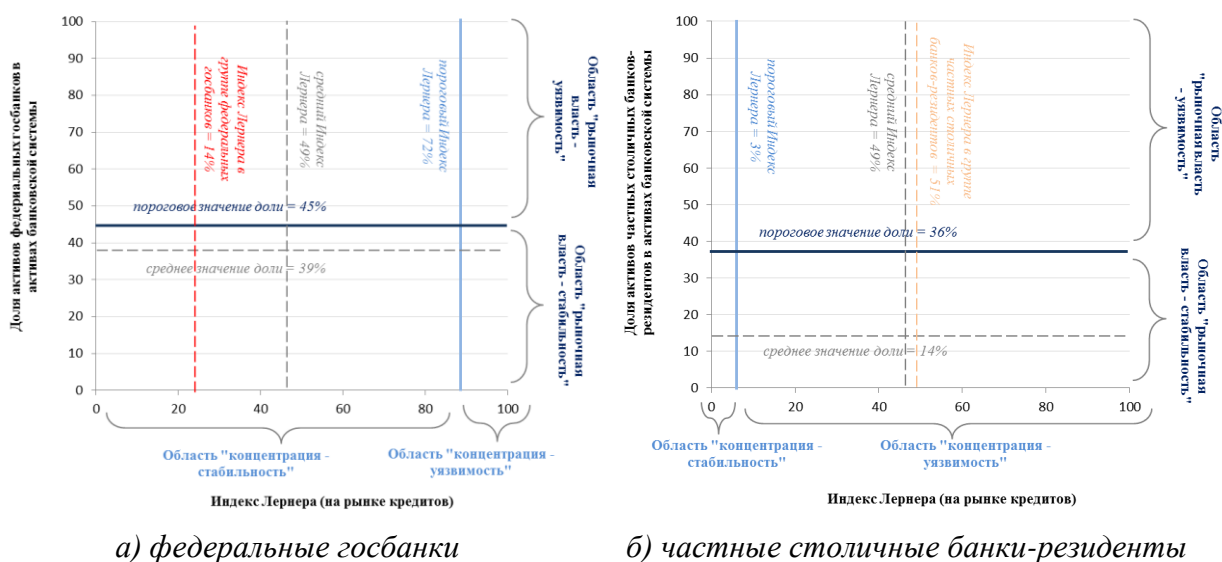 Доля активов федериальных госбанков в
активах банковской системы
100
90
80
70
60
50
40
30
20
10
0
0
20
40
60
80
100
Индекс Лернера в
группе федеральных
госбанков = 14%
средний Индекс
Лернера = 49%
пороговый Индекс
Лернера = 72%
пороговое значение доли = 45%
среднее значение доли = 39%
Область "рыночная
власть -
уязвимость"
Область "рыночная
власть - стабильность"
Область "концентрация -
стабильность"
Область "концентрация -
уязвимость"
Индекс Лернера (на рынке кредитов)
а) федеральные госбанки
Доля активов частных столичных банков-
резидентов в активах банковской системы
100
90
80
70
60
50
40
30
20
10
0
0
20
40
60
80
100
пороговый Индекс
Лернера = 3%
средний Индекс
Лернера = 49%
Индекс Лернера в группе
частных столичных
банков-резидентов = 51%
пороговое значение доли = 36%
среднее значение доли = 14%
Область
"рыночная власть
- уязвимость"
Область "рыночная
власть - стабильность"
Область "концентрация -
стабильность"
Область "концентрация -
уязвимость"
Индекс Лернера (на рынке кредитов)
б) частные столичные банки-резиденты